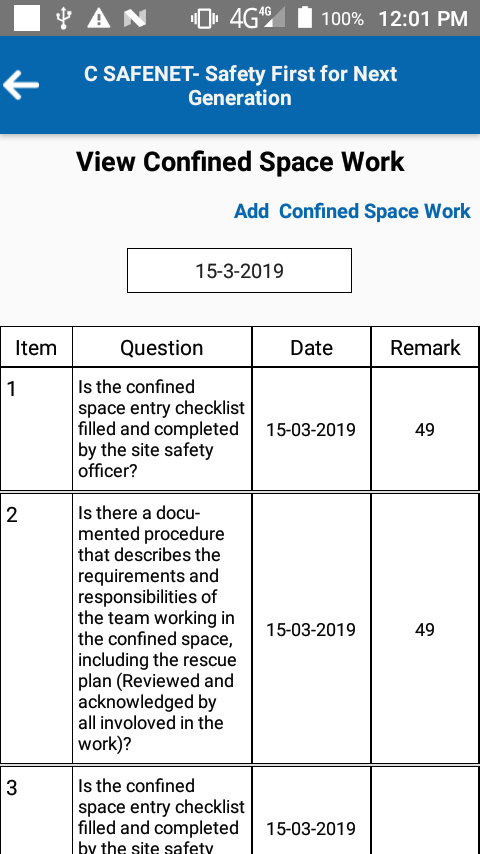 4G 4G 100% 12:01 PM
C SAFENET- Safety First for Next
Generation
View Confined Space Work
Add  Confined Space Work
15-3-2019
Item Question Date Remark
1
Is the confined
space entry checklist
filled and completed
by the site safety
officer?
15-03-2019
49
2
Is there a docu-
mented procedure
that describes the
requirements and
responsibilities of
the team working in
the confined space,
including the rescue
plan (Reviewed and
acknowledged by
all involoved in the
work)?
15-03-2019
49
3
Is the confined
space entry checklist
filled and completed
by the site safety
15-03-2019